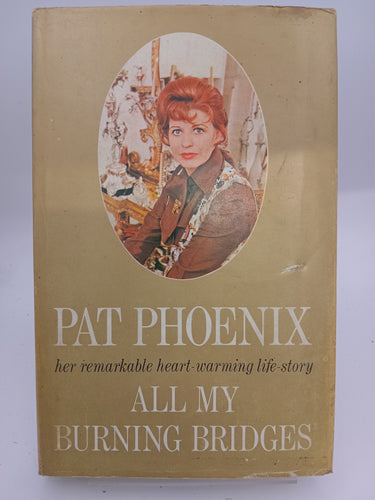 PAT PHOENIX
her remarkable heart-warming life-story
ALL MY
BURNING BRIDGES